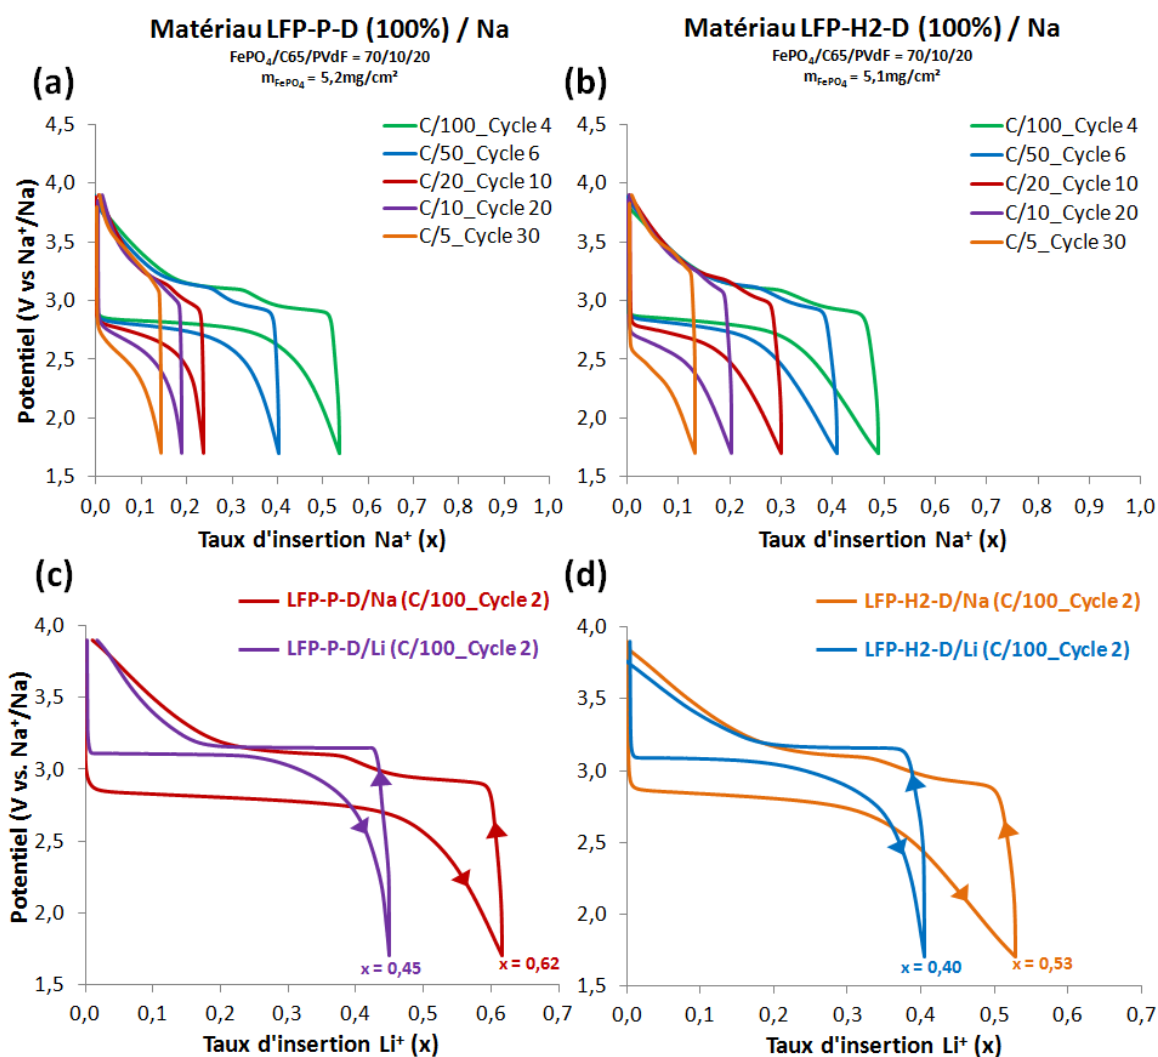 Matériau LFP-P-D (100%) / Na
FePO₄/C65/PVdF = 70/10/20
m_FePO₄ = 5,2mg/cm²
(a)
4,5
4,0
3,5
3,0
2,5
2,0
1,5
Potentiel (V vs Na⁺/Na)
C/100_Cycle 4
C/50_Cycle 6
C/20_Cycle 10
C/10_Cycle 20
C/5_Cycle 30
0,0 0,1 0,2 0,3 0,4 0,5 0,6 0,7 0,8 0,9 1,0
Taux d'insertion Na⁺ (x)
Matériau LFP-H2-D (100%) / Na
FePO₄/C65/PVdF = 70/10/20
m_FePO₄ = 5,1mg/cm²
(b)
4,5
4,0
3,5
3,0
2,5
2,0
1,5
C/100_Cycle 4
C/50_Cycle 6
C/20_Cycle 10
C/10_Cycle 20
C/5_Cycle 30
0,0 0,1 0,2 0,3 0,4 0,5 0,6 0,7 0,8 0,9 1,0
Taux d'insertion Na⁺ (x)
(c)
LFP-P-D/Na (C/100_Cycle 2)
LFP-P-D/Li (C/100_Cycle 2)
4,0
3,5
3,0
2,5
2,0
1,5
Potentiel (V vs. Na⁺/Na)
x = 0,45
x = 0,62
0,0 0,1 0,2 0,3 0,4 0,5 0,6 0,7
Taux d'insertion Li⁺ (x)
(d)
LFP-H2-D/Na (C/100_Cycle 2)
LFP-H2-D/Li (C/100_Cycle 2)
4,0
3,5
3,0
2,5
2,0
1,5
x = 0,40
x = 0,53
0,0 0,1 0,2 0,3 0,4 0,5 0,6 0,7
Taux d'insertion Li⁺ (x)